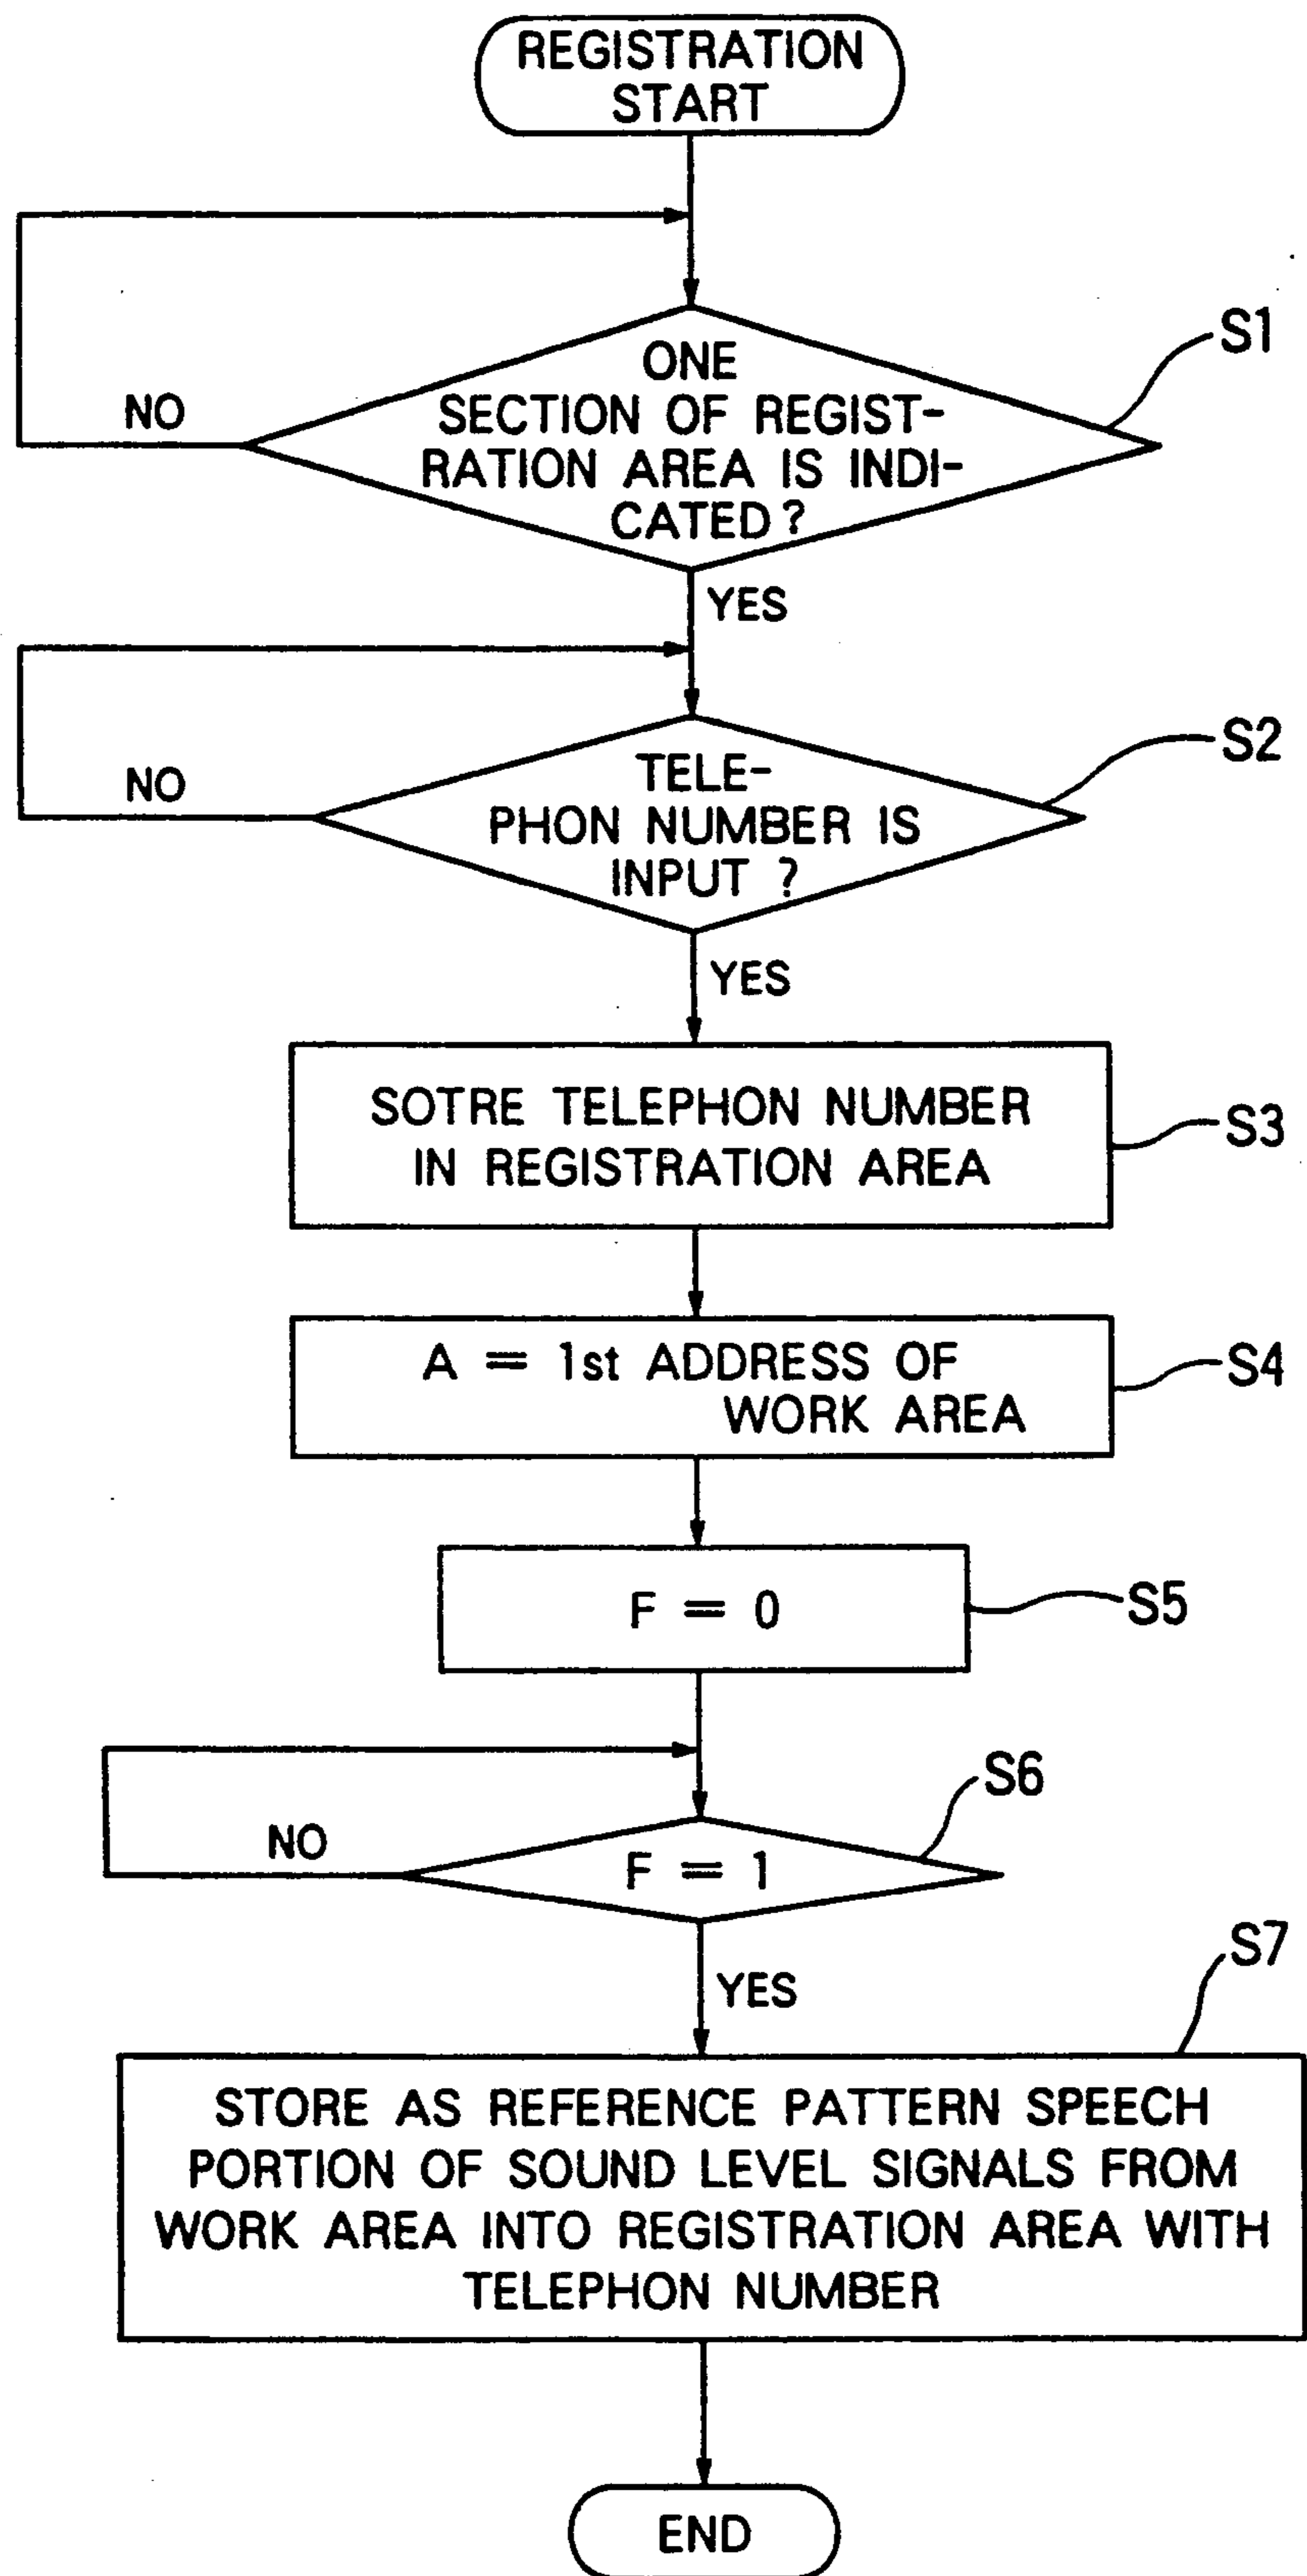 REGISTRATION
START
S1
ONE
SECTION OF REGIST-
RATION AREA IS INDI-
CATED?
NO
YES
S2
TELE-
PHON NUMBER IS
INPUT ?
NO
YES
SOTRE TELEPHON NUMBER
IN REGISTRATION AREA
S3
A = 1st ADDRESS OF
WORK AREA
S4
F = 0
S5
S6
F = 1
NO
YES
S7
STORE AS REFERENCE PATTERN SPEECH
PORTION OF SOUND LEVEL SIGNALS FROM
WORK AREA INTO REGISTRATION AREA WITH
TELEPHON NUMBER
END